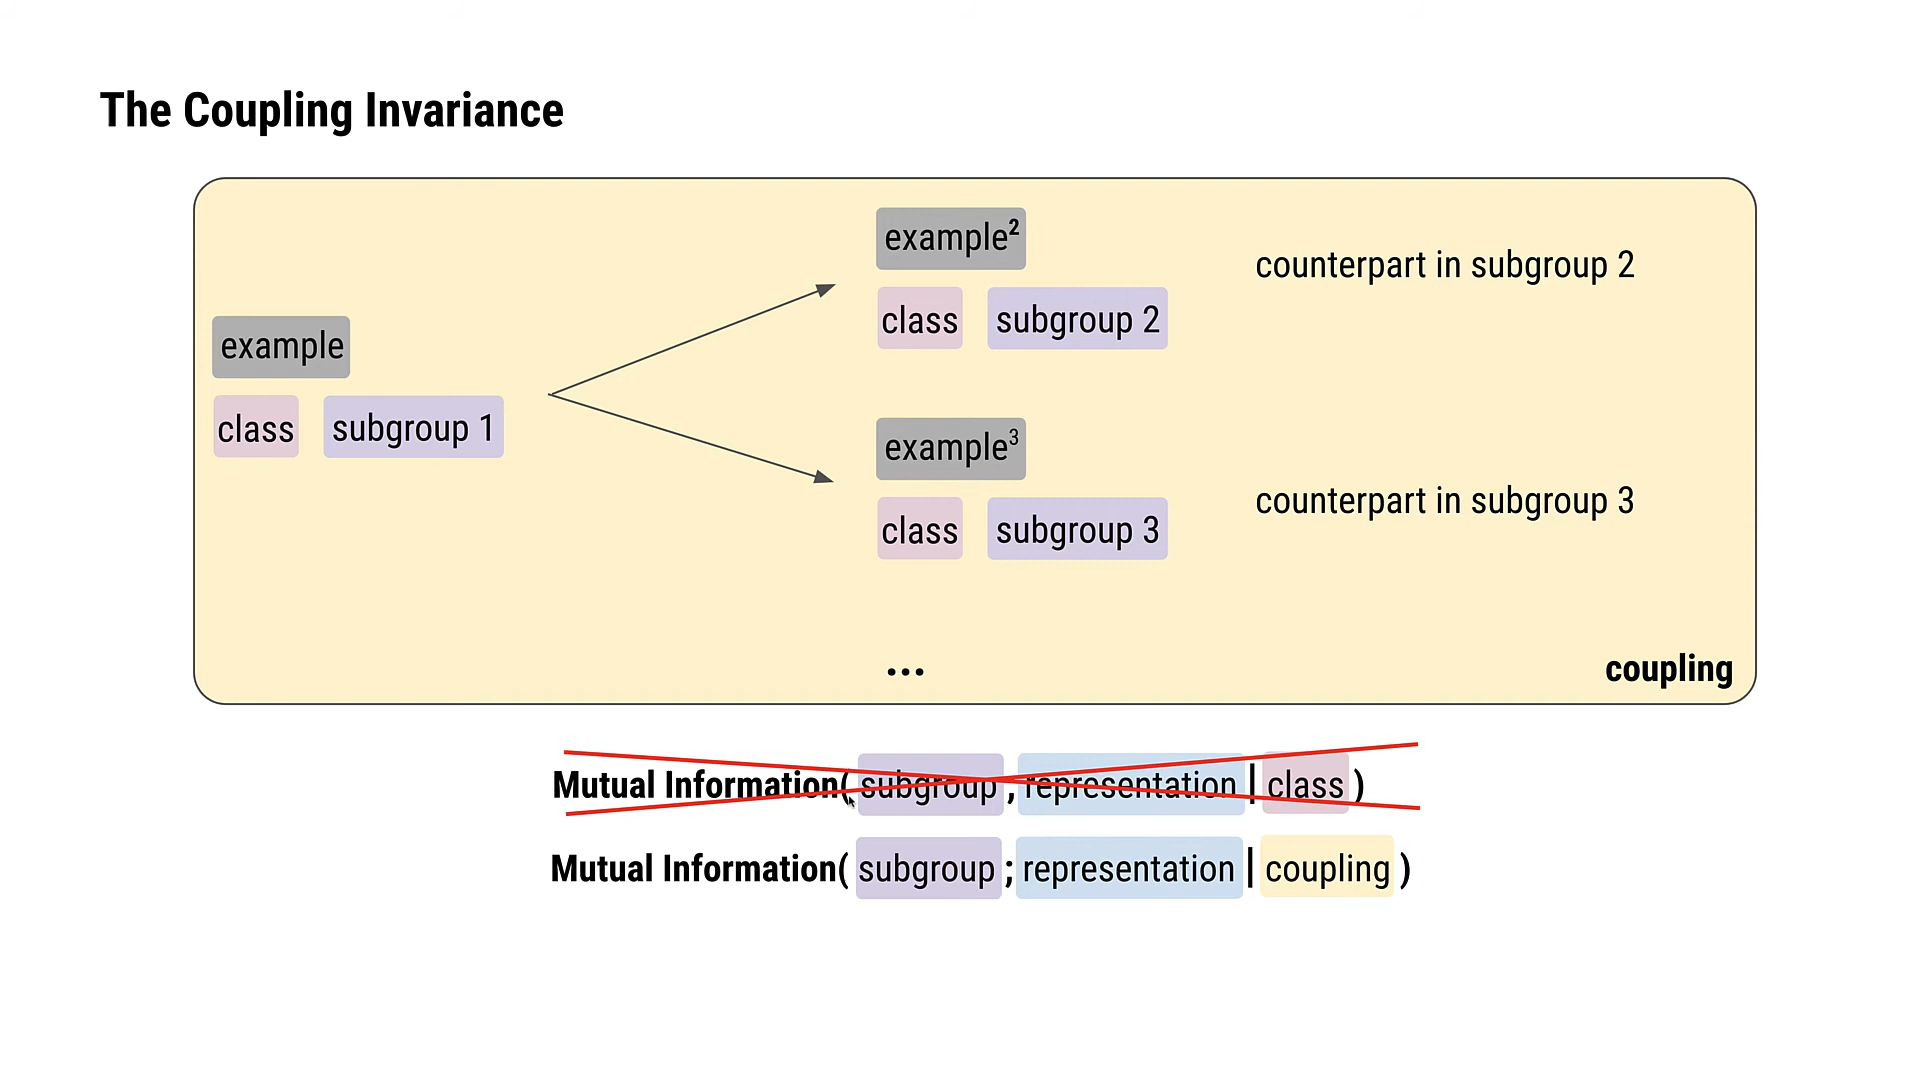 The Coupling Invariance
example²
counterpart in subgroup 2
class subgroup 2
example
class subgroup 1
example³
counterpart in subgroup 3
class subgroup 3
...
coupling
Mutual Information( subgroup ; representation | class )
Mutual Information( subgroup ; representation | coupling )